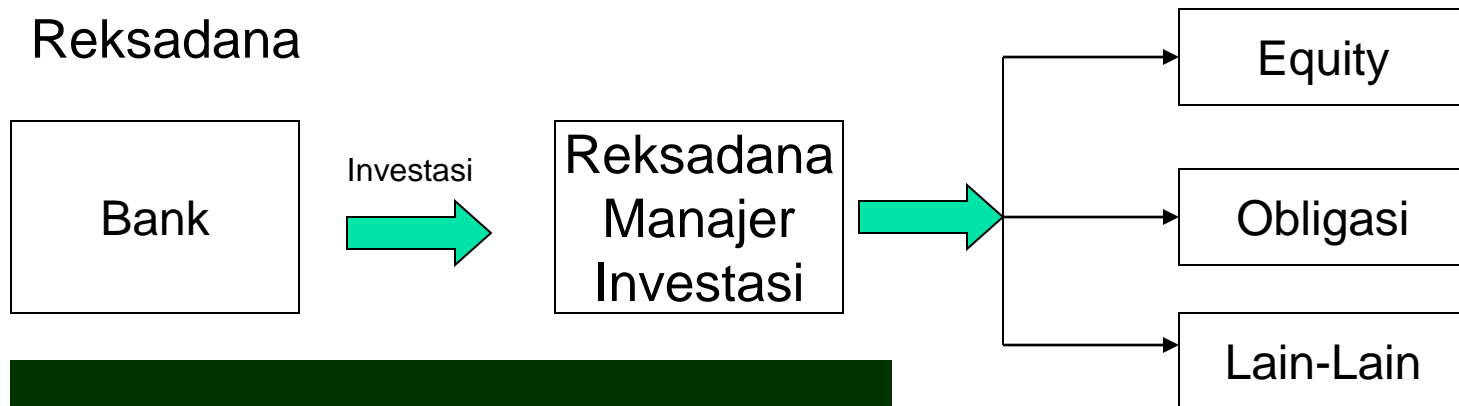 Reksadana
Bank
Investasi
Reksadana
Manajer
Investasi
Equity
Obligasi
Lain-Lain